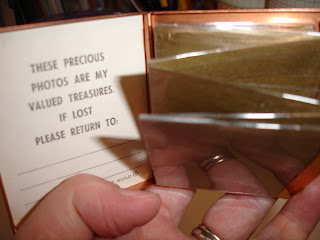 THESE PRECIOUS
PHOTOS ARE MY
VALUED TREASURES.
IF LOST
PLEASE RETURN TO: